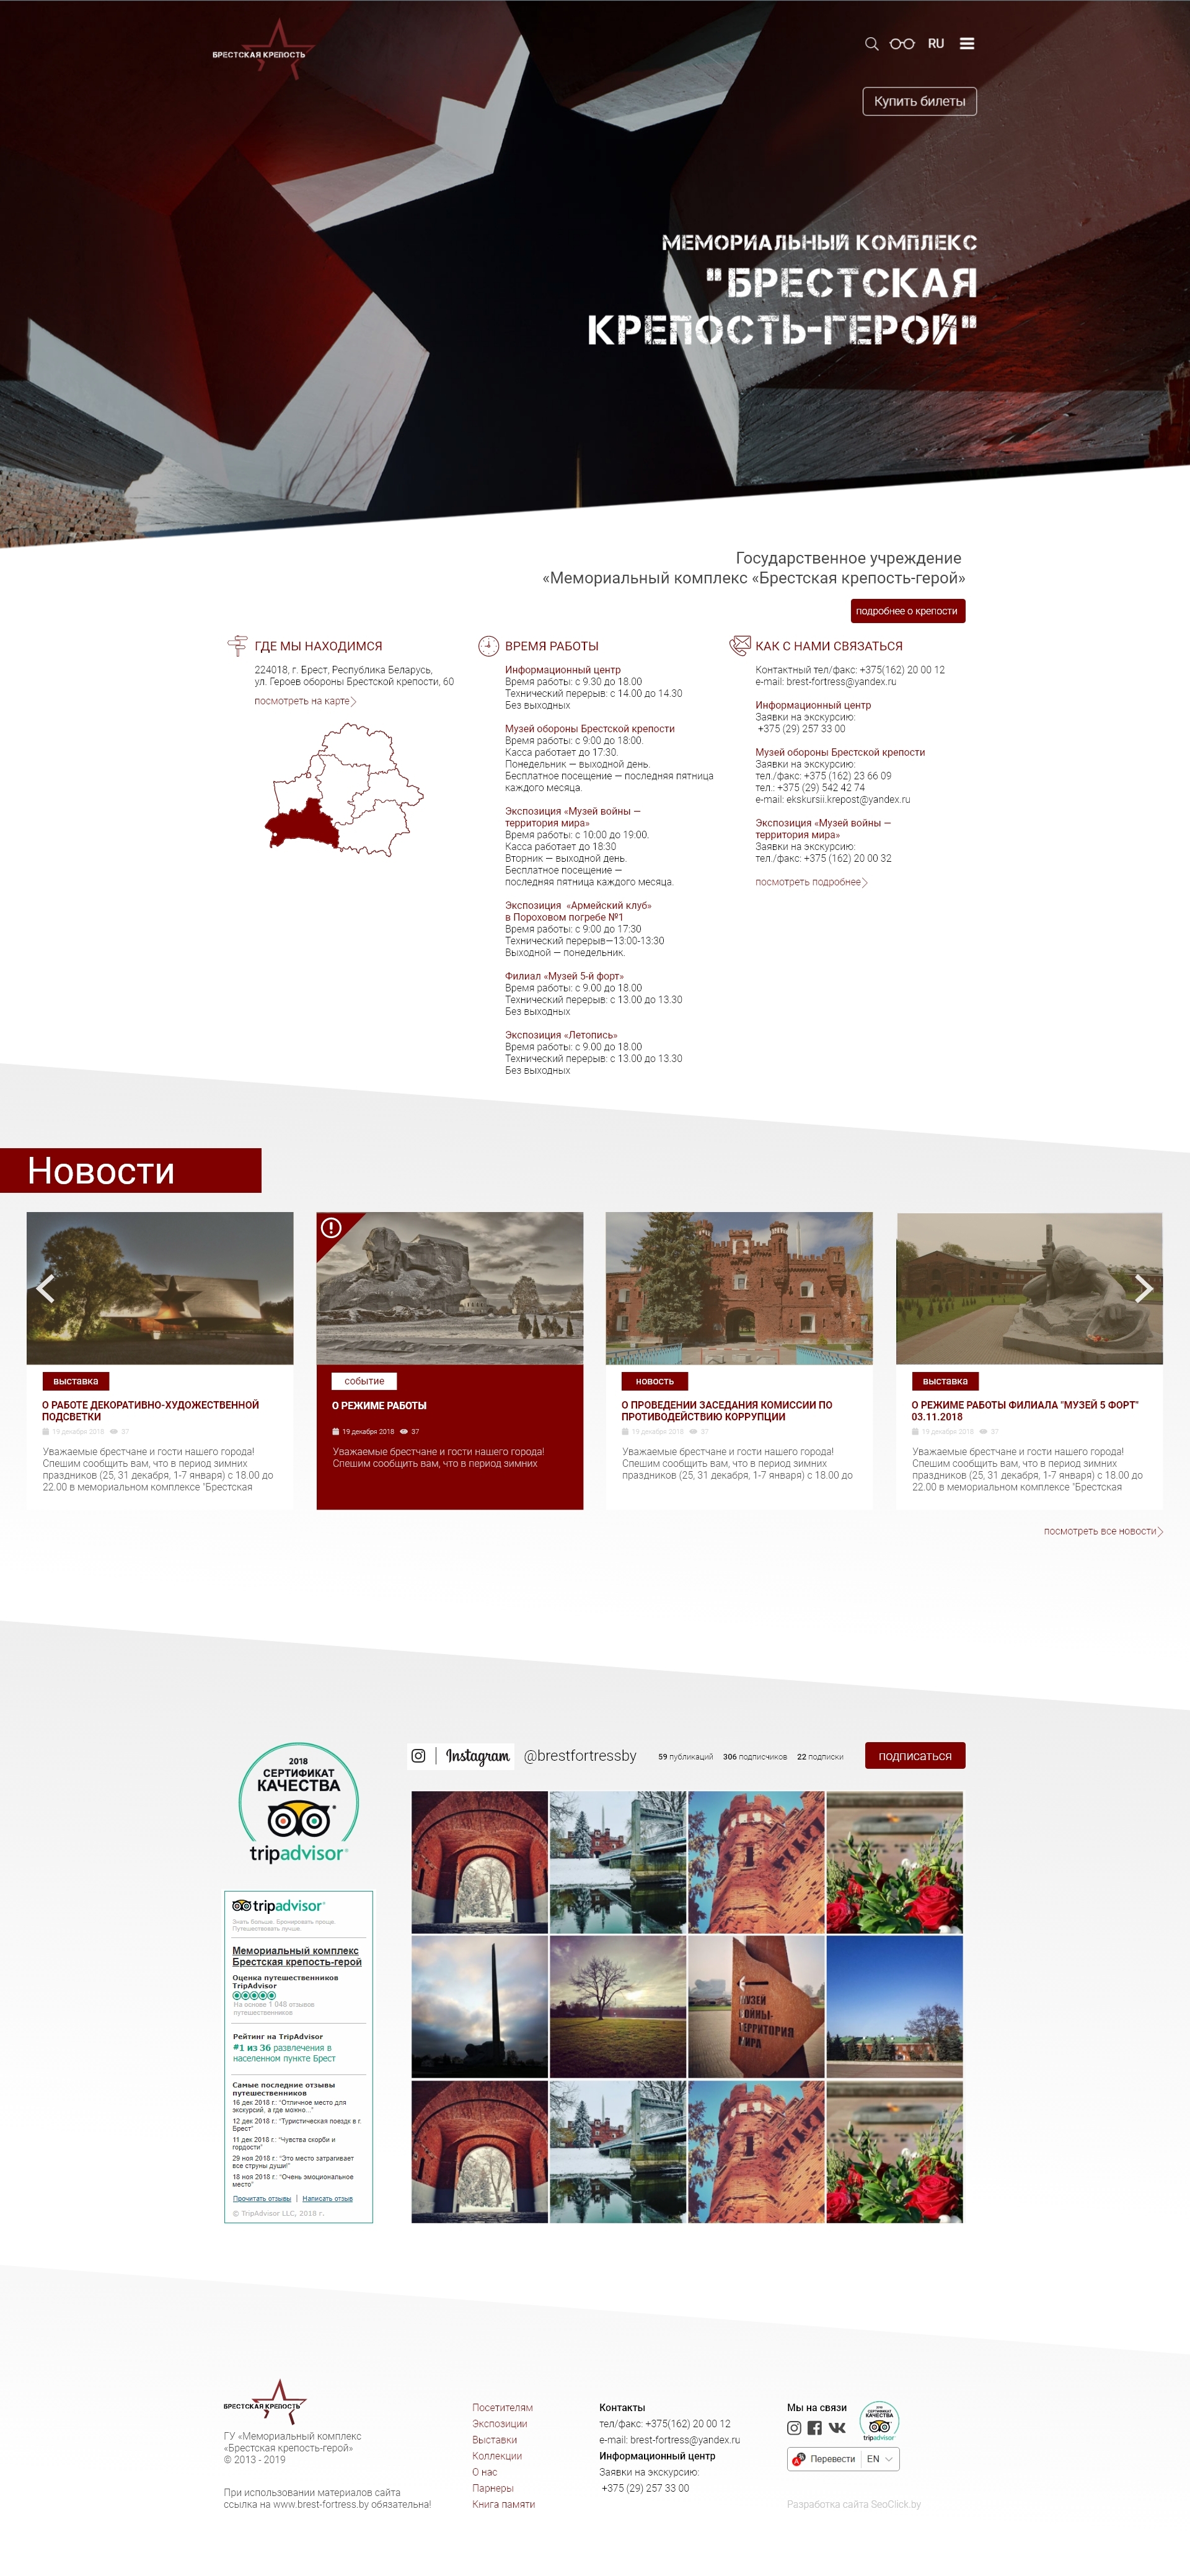 БРЕСТСКАЯ КРЕПОСТЬ
RU
Купить билеты
МЕМОРИАЛЬНЫЙ КОМПЛЕКС
"БРЕСТСКАЯ
КРЕПОСТЬ-ГЕРОЙ"
Государственное учреждение
«Мемориальный комплекс «Брестская крепость-герой»
подробнее о крепости
ГДЕ МЫ НАХОДИМСЯ
224018, г. Брест, Республика Беларусь,
ул. Героев обороны Брестской крепости, 60
посмотреть на карте
ВРЕМЯ РАБОТЫ
Информационный центр
Время работы: с 9.30 до 18.00
Технический перерыв: с 14.00 до 14.30
Без выходных
Музей обороны Брестской крепости
Время работы: с 9:00 до 18:00.
Касса работает до 17:30.
Понедельник — выходной день.
Бесплатное посещение — последняя пятница
каждого месяца.
Экспозиция «Музей войны —
территория мира»
Время работы: с 10:00 до 19:00.
Касса работает до 18:30
Вторник — выходной день.
Бесплатное посещение —
последняя пятница каждого месяца.
Экспозиция «Армейский клуб»
в Пороховом погребе №1
Время работы: с 9:00 до 17:30
Технический перерыв—13:00-13:30
Выходной — понедельник.
Филиал «Музей 5-й форт»
Время работы: с 9.00 до 18.00
Технический перерыв: с 13.00 до 13.30
Без выходных
Экспозиция «Летопись»
Время работы: с 9.00 до 18.00
Технический перерыв: с 13.00 до 13.30
Без выходных
КАК С НАМИ СВЯЗАТЬСЯ
Контактный тел/факс: +375(162) 20 00 12
e-mail: brest-fortress@yandex.ru
Информационный центр
Заявки на экскурсию:
+375 (29) 257 33 00
Музей обороны Брестской крепости
Заявки на экскурсию:
тел./факс: +375 (162) 23 66 09
тел.: +375 (29) 542 42 74
e-mail: ekskursii.krepost@yandex.ru
Экспозиция «Музей войны —
территория мира»
Заявки на экскурсию:
тел./факс: +375 (162) 20 00 32
посмотреть подробнее
Новости
выставка
О РАБОТЕ ДЕКОРАТИВНО-ХУДОЖЕСТВЕННОЙ
ПОДСВЕТКИ
19 декабря 2018 37
Уважаемые брестчане и гости нашего города!
Спешим сообщить вам, что в период зимних
праздников (25, 31 декабря, 1-7 января) с 18.00 до
22.00 в мемориальном комплексе "Брестская
событие
О РЕЖИМЕ РАБОТЫ
19 декабря 2018 37
Уважаемые брестчане и гости нашего города!
Спешим сообщить вам, что в период зимних
новость
О ПРОВЕДЕНИИ ЗАСЕДАНИЯ КОМИССИИ ПО
ПРОТИВОДЕЙСТВИЮ КОРРУПЦИИ
19 декабря 2018 37
Уважаемые брестчане и гости нашего города!
Спешим сообщить вам, что в период зимних
праздников (25, 31 декабря, 1-7 января) с 18.00 до
выставка
О РЕЖИМЕ РАБОТЫ ФИЛИАЛА "МУЗЕЙ 5 ФОРТ"
03.11.2018
19 декабря 2018 37
Уважаемые брестчане и гости нашего города!
Спешим сообщить вам, что в период зимних
праздников (25, 31 декабря, 1-7 января) с 18.00 до
22.00 в мемориальном комплексе "Брестская
посмотреть все новости
2018
СЕРТИФИКАТ
КАЧЕСТВА
tripadvisor®
Instagram
@brestfortressby
59 публикаций 306 подписчиков 22 подписки
подписаться
МУЗЕЙ
ВОЙНЫ-
ТЕРРИТОРИЯ
МИРА
tripadvisor®
Знать больше. Бронировать проще.
Путешествовать лучше.
Мемориальный комплекс
Брестская крепость-герой
Оценка путешественников
TripAdvisor
На основе 1 048 отзывов
путешественников
Рейтинг на TripAdvisor
#1 из 36 развлечения в
населенном пункте Брест
Самые последние отзывы
путешественников
16 дек 2018 г.: "Отличное место для
экскурсий, а где можно..."
12 дек 2018 г.: "Туристическая поездк в г.
Брест"
11 дек 2018 г.: "Чувства скорби и
гордости"
29 ноя 2018 г.: "Это место затрагивает
все струны души!"
18 ноя 2018 г.: "Очень эмоциональное
место"
Прочитать отзывы | Написать отзыв
© TripAdvisor LLC, 2018 г.
БРЕСТСКАЯ КРЕПОСТЬ
ГУ «Мемориальный комплекс
«Брестская крепость-герой»
© 2013 - 2019
При использовании материалов сайта
ссылка на www.brest-fortress.by обязательна!
Посетителям
Экспозиции
Выставки
Коллекции
О нас
Парнеры
Книга памяти
Контакты
тел/факс: +375(162) 20 00 12
e-mail: brest-fortress@yandex.ru
Информационный центр
Заявки на экскурсию:
+375 (29) 257 33 00
Мы на связи
2018
СЕРТИФИКАТ
КАЧЕСТВА
tripadvisor
Перевести EN
Разработка сайта SeoClick.by